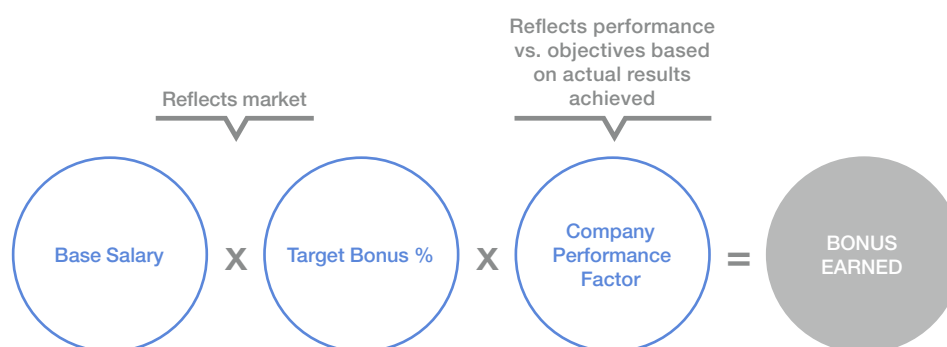 Reflects performance
vs. objectives based
on actual results
achieved
Reflects market
Base Salary
X
Target Bonus %
X
Company
Performance
Factor
=
BONUS
EARNED